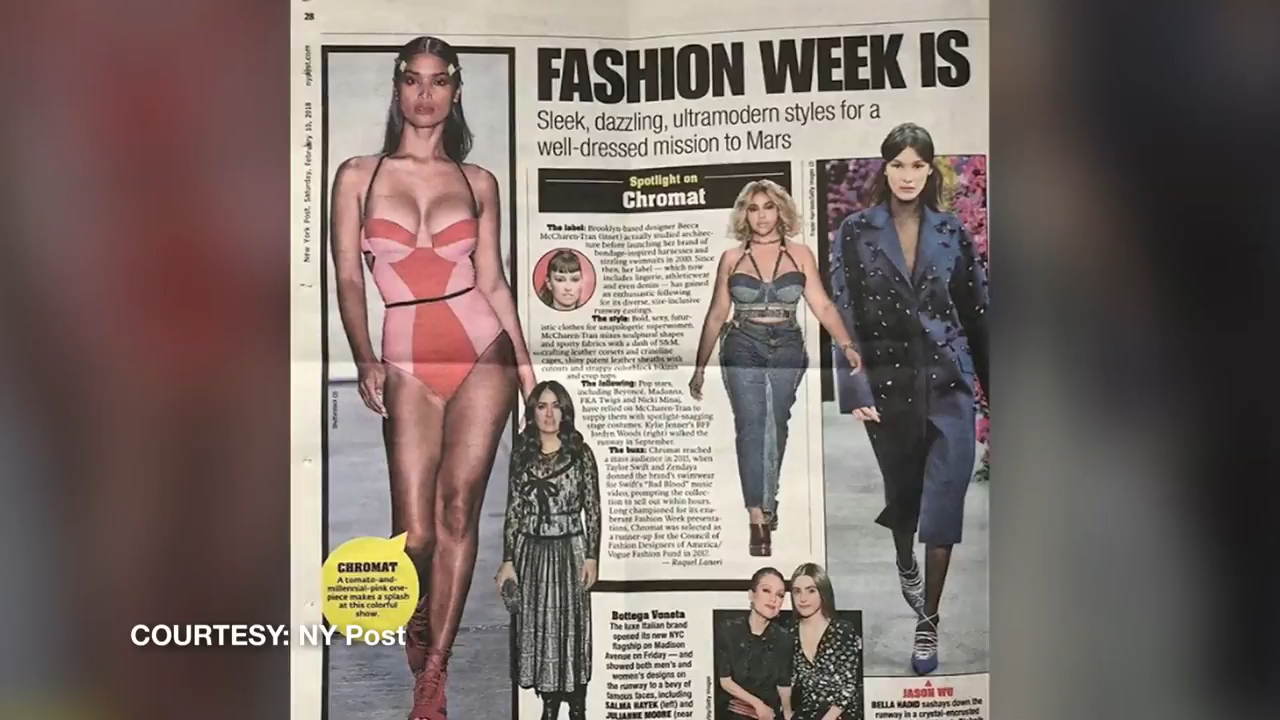 28
nypost.com
New York Post, Saturday, February 10, 2018
FASHION WEEK IS
Sleek, dazzling, ultramodern styles for a
well-dressed mission to Mars
Spotlight on
Chromat
The label: Brooklyn-based designer Becca
McCharen-Tran (inset) actually studied architec-
ture before launching her brand of
bondage-inspired harnesses and
sizzling swimsuits in 2010. Since
then, her label — which now
includes lingerie, athleticwear
and even denim — has gained
an enthusiastic following
for its diverse, size-inclusive
runway castings.
The style: Bold, sexy, futur-
istic clothes for unapologetic superwomen.
McCharen-Tran mixes sculptural shapes
and sporty fabrics with a dash of S&M,
crafting leather corsets and crinoline
capes, shiny patent leather sheaths with
cutouts and strappy colorblock bikinis
and crop tops.
The following: Pop stars,
including Beyoncé, Madonna,
FKA Twigs and Nicki Minaj,
have relied on McCharen-Tran to
supply them with spotlight-snagging
stage costumes. Kylie Jenner's BFF
Jordyn Woods (right) walked the
runway in September.
The buzz: Chromat reached
a mass audience in 2015, when
Taylor Swift and Zendaya
donned the brand's swimwear
for Swift's "Bad Blood" music
video, prompting the collec-
tion to sell out within hours.
Long championed for its exu-
berant Fashion Week presenta-
tions, Chromat was selected as
a runner-up for the Council of
Fashion Designers of America/
Vogue Fashion Fund in 2017.
— Raquel Laneri
Shutterstock (2)
CHROMAT
A tomato-and-
millennial-pink one-
piece makes a splash
at this colorful
show.
COURTESY: NY Post
Bottega Veneta
The luxe Italian brand
opened its new NYC
flagship on Madison
Avenue on Friday — and
showed both men's and
women's designs on
the runway to a bevy of
famous faces, including
SALMA HAYEK (left) and
JULIANNE MOORE (near
JASON WU
BELLA HADID sashays down the
runway in a crystal-encrusted